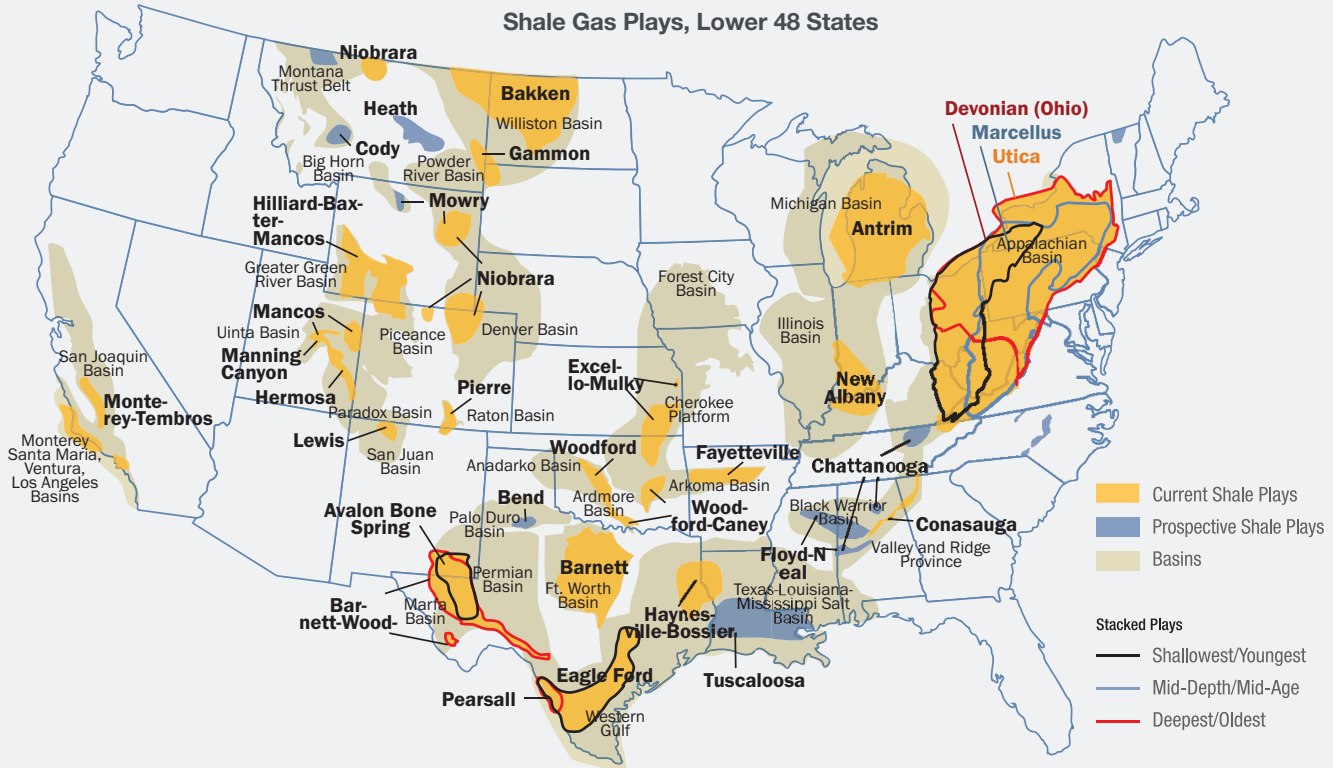 Shale Gas Plays, Lower 48 States
Niobrara
Montana
Thrust Belt
Heath
Bakken
Williston Basin
Cody
Big Horn
Basin
Powder
River Basin
Gammon
Hilliard-Bax-
ter-
Mancos
Mowry
Greater Green
River Basin
Niobrara
Mancos
Uinta Basin
Piceance
Basin
Denver Basin
Manning
Canyon
Hermosa
Paradox Basin
Pierre
Raton Basin
Lewis
San Juan
Basin
San Joaquin
Basin
Monte-
rey-Tembros
Monterey
Santa Maria,
Ventura,
Los Angeles
Basins
Forest City
Basin
Excel-
lo-Mulky
Cherokee
Platform
Michigan Basin
Antrim
Illinois
Basin
New
Albany
Devonian (Ohio)
Marcellus
Utica
Appalachian
Basin
Woodford
Anadarko Basin
Fayetteville
Arkoma Basin
Ardmore
Basin
Wood-
ford-Caney
Bend
Palo Duro
Basin
Avalon Bone
Spring
Permian
Basin
Barnett
Ft. Worth
Basin
Bar-
nett-Wood-
Marfa
Basin
Chattanooga
Black Warrior
Basin
Conasauga
Floyd-N
eal
Valley and Ridge
Province
Texas-Louisiana-
Mississippi Salt
Basin
Haynes-
ville-Bossier
Tuscaloosa
Eagle Ford
Pearsall
Western
Gulf
Current Shale Plays
Prospective Shale Plays
Basins
Stacked Plays
Shallowest/Youngest
Mid-Depth/Mid-Age
Deepest/Oldest